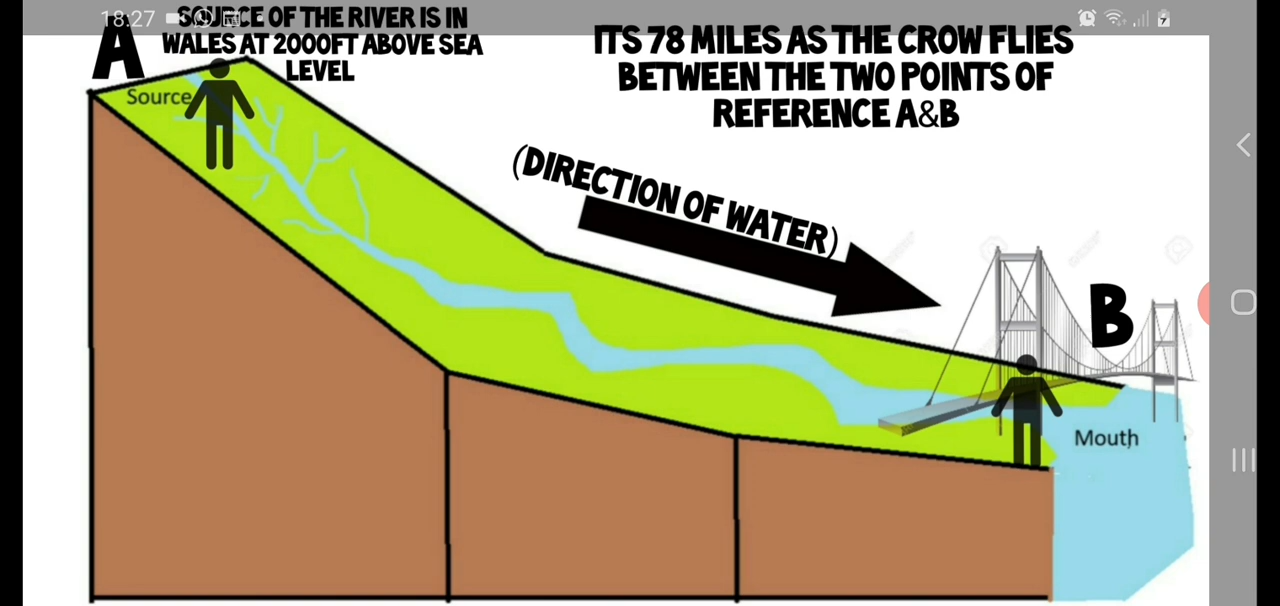 18:27
A
SOURCE OF THE RIVER IS IN
WALES AT 2000FT ABOVE SEA
LEVEL
ITS 78 MILES AS THE CROW FLIES
BETWEEN THE TWO POINTS OF
REFERENCE A&B
Source
(DIRECTION OF WATER)
B
Mouth